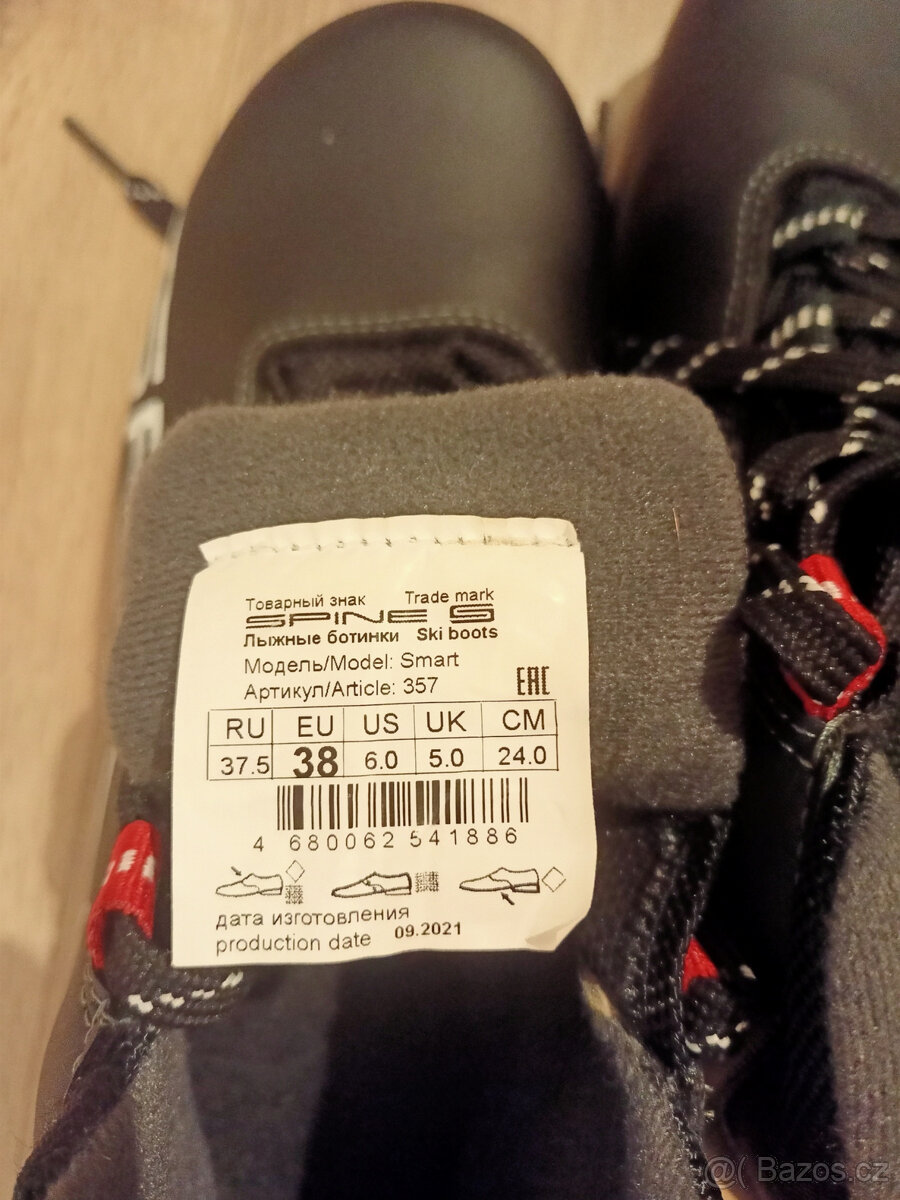 Товарный знак Trade mark
SPINE S
Лыжные ботинки Ski boots
Модель/Model: Smart
Артикул/Article: 357
EAC
RU EU US UK CM
37.5 38 6.0 5.0 24.0
4 680062 541886
дата изготовления
production date 09.2021
@( Bazos.cz